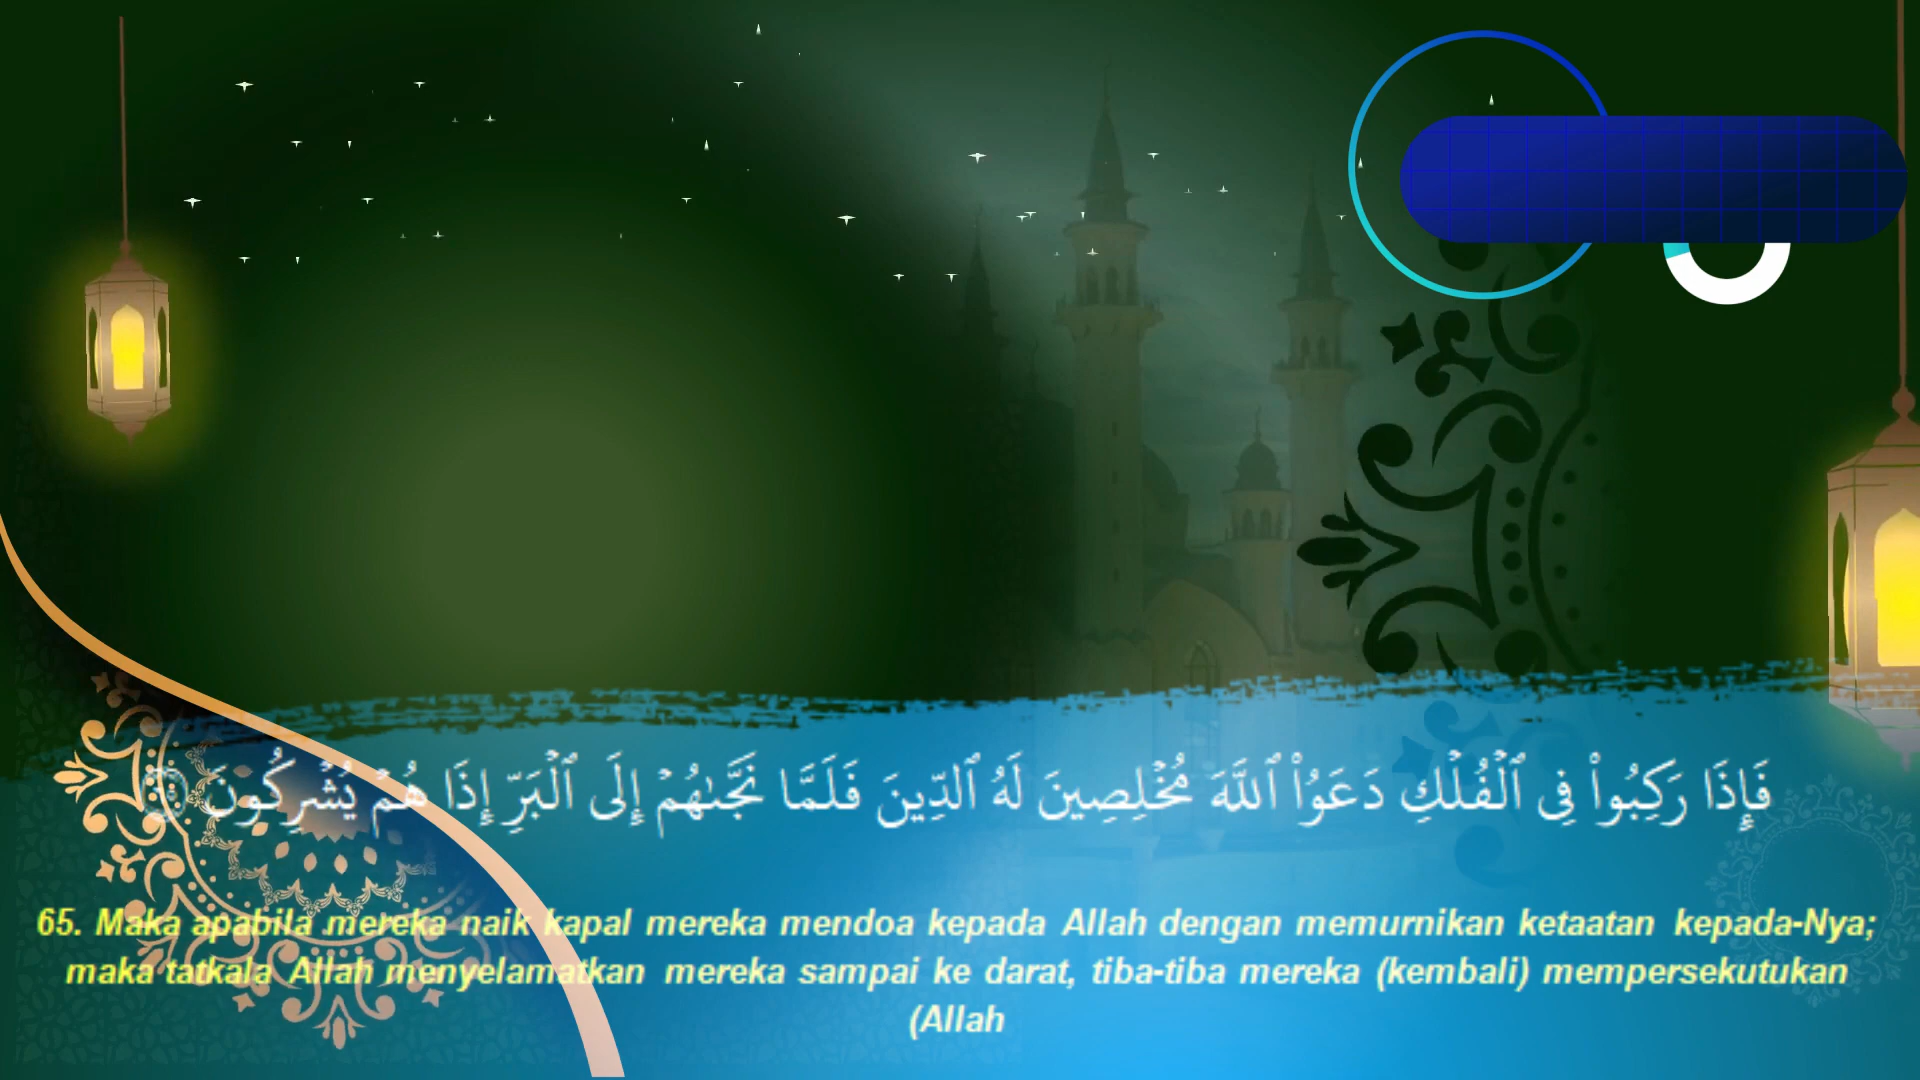 فَإِذَا رَكِبُوا۟ فِى ٱلْفُلْكِ دَعَوُا۟ ٱللَّهَ مُخْلِصِينَ لَهُ ٱلدِّينَ فَلَمَّا نَجَّىٰهُمْ إِلَى ٱلْبَرِّ إِذَا هُمْ يُشْرِكُونَ
65. Maka apabila mereka naik kapal mereka mendoa kepada Allah dengan memurnikan ketaatan kepada-Nya;
maka tatkala Allah menyelamatkan mereka sampai ke darat, tiba-tiba mereka (kembali) mempersekutukan
(Allah